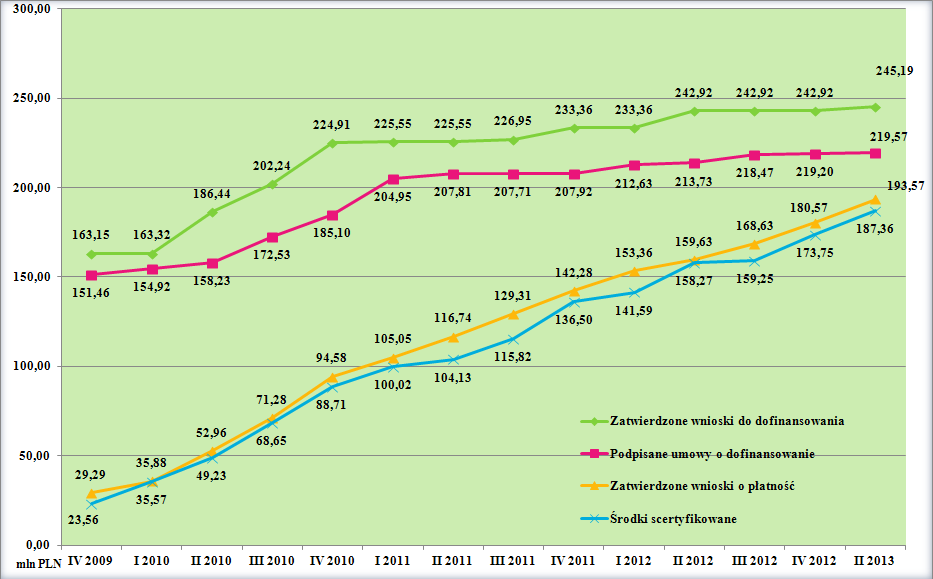 300,00
250,00
200,00
150,00
100,00
50,00
0,00
mln PLN
163,15 163,32 186,44 202,24 224,91 225,55 225,55 226,95 233,36 233,36 242,92 242,92 242,92 245,19
151,46 154,92 158,23 172,53 185,10 204,95 207,81 207,71 207,92 212,63 213,73 218,47 219,20 219,57
29,29 35,88 52,96 71,28 94,58 105,05 116,74 129,31 142,28 153,36 159,63 168,63 180,57 193,57
23,56 35,57 49,23 68,65 88,71 100,02 104,13 115,82 136,50 141,59 158,27 159,25 173,75 187,36
Zatwierdzone wnioski do dofinansowania
Podpisane umowy o dofinansowanie
Zatwierdzone wnioski o płatność
Środki scertyfikowane
IV 2009 I 2010 II 2010 III 2010 IV 2010 I 2011 II 2011 III 2011 IV 2011 I 2012 II 2012 III 2012 IV 2012 II 2013